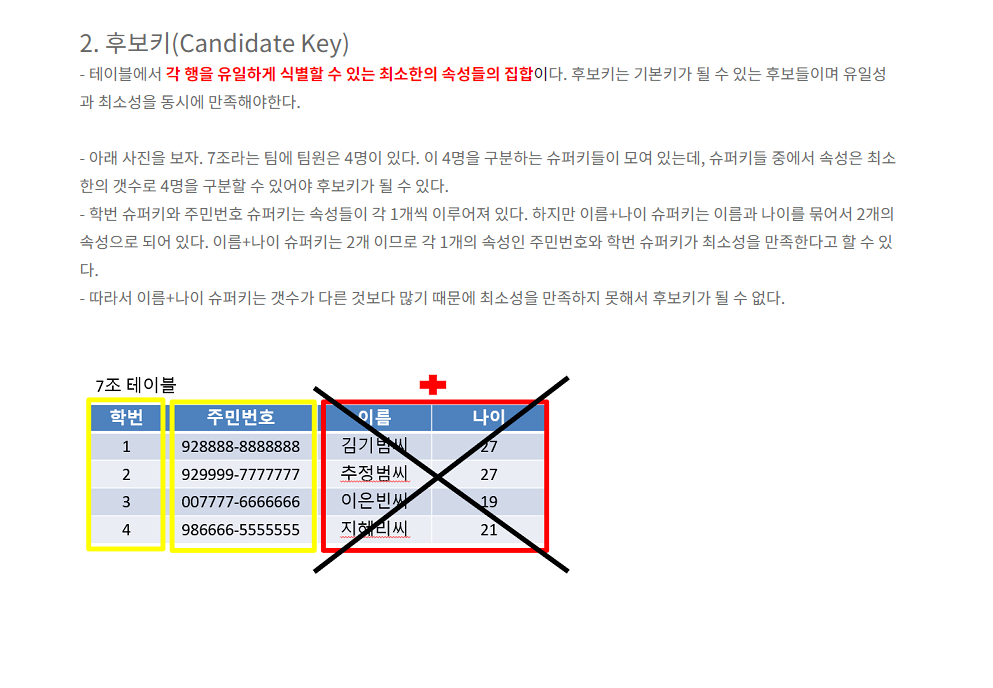 2. 후보키(Candidate Key)
- 테이블에서 각 행을 유일하게 식별할 수 있는 최소한의 속성들의 집합이다. 후보키는 기본키가 될 수 있는 후보들이며 유일성
과 최소성을 동시에 만족해야한다.
- 아래 사진을 보자. 7조라는 팀에 팀원은 4명이 있다. 이 4명을 구분하는 슈퍼키들이 모여 있는데, 슈퍼키들 중에서 속성은 최소
한의 갯수로 4명을 구분할 수 있어야 후보키가 될 수 있다.
- 학번 슈퍼키와 주민번호 슈퍼키는 속성들이 각 1개씩 이루어져 있다. 하지만 이름+나이 슈퍼키는 이름과 나이를 묶어서 2개의
속성으로 되어 있다. 이름+나이 슈퍼키는 2개 이므로 각 1개의 속성인 주민번호와 학번 슈퍼키가 최소성을 만족한다고 할 수 있
다.
- 따라서 이름+나이 슈퍼키는 갯수가 다른 것보다 많기 때문에 최소성을 만족하지 못해서 후보키가 될 수 없다.
7조 테이블
학번 주민번호 이름 나이
1 928888-8888888 김기범씨 27
2 929999-7777777 추정범씨 27
3 007777-6666666 이은빈씨 19
4 986666-5555555 지혜리씨 21